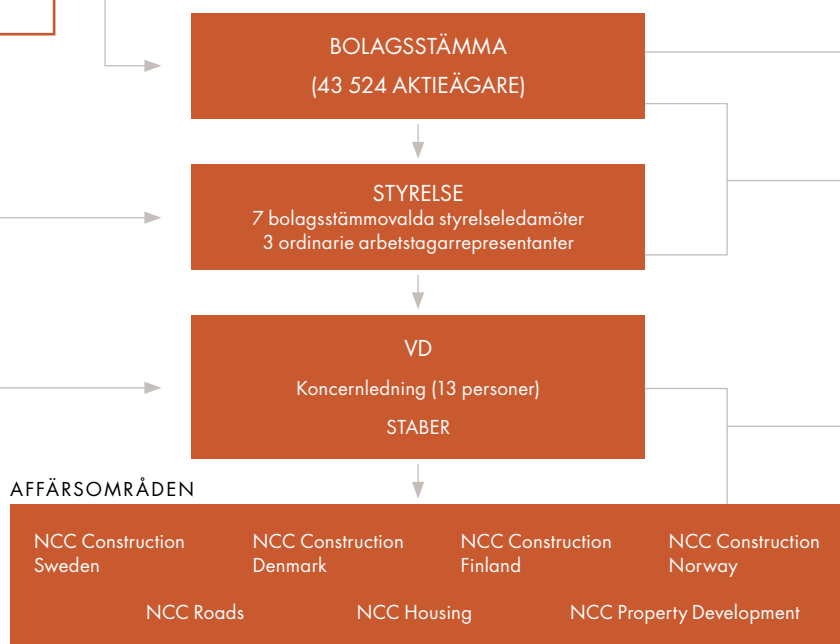 BOLAGSSTÄMMA
(43 524 AKTIEÄGARE)
STYRELSE
7 bolagsstämmovalda styrelseledamöter
3 ordinarie arbetstagarrepresentanter
VD
Koncernledning (13 personer)
STABER
AFFÄRSOMRÅDEN
NCC Construction Sweden
NCC Construction Denmark
NCC Construction Finland
NCC Construction Norway
NCC Roads
NCC Housing
NCC Property Development